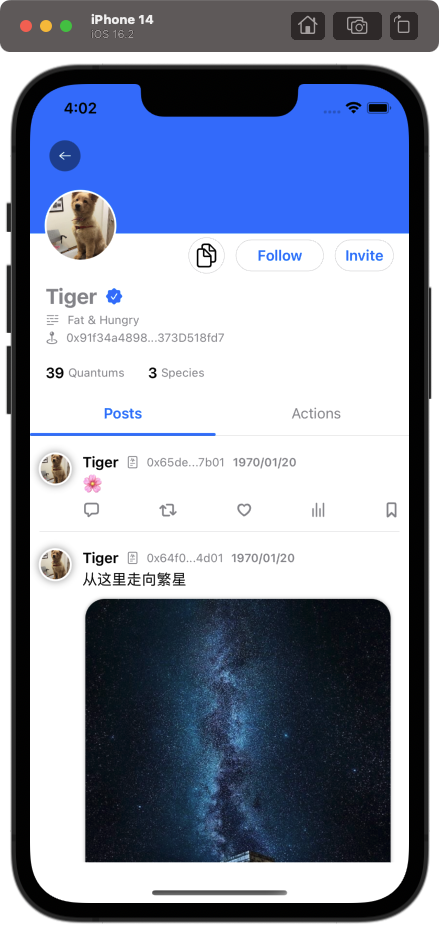 iPhone 14
iOS 16.2
4:02
Follow
Invite
Tiger
Fat & Hungry
0x91f34a4898...373D518fd7
39 Quantums 3 Species
Posts Actions
Tiger 0x65de...7b01 1970/01/20
🌸
Tiger 0x64f0...4d01 1970/01/20
从这里走向繁星